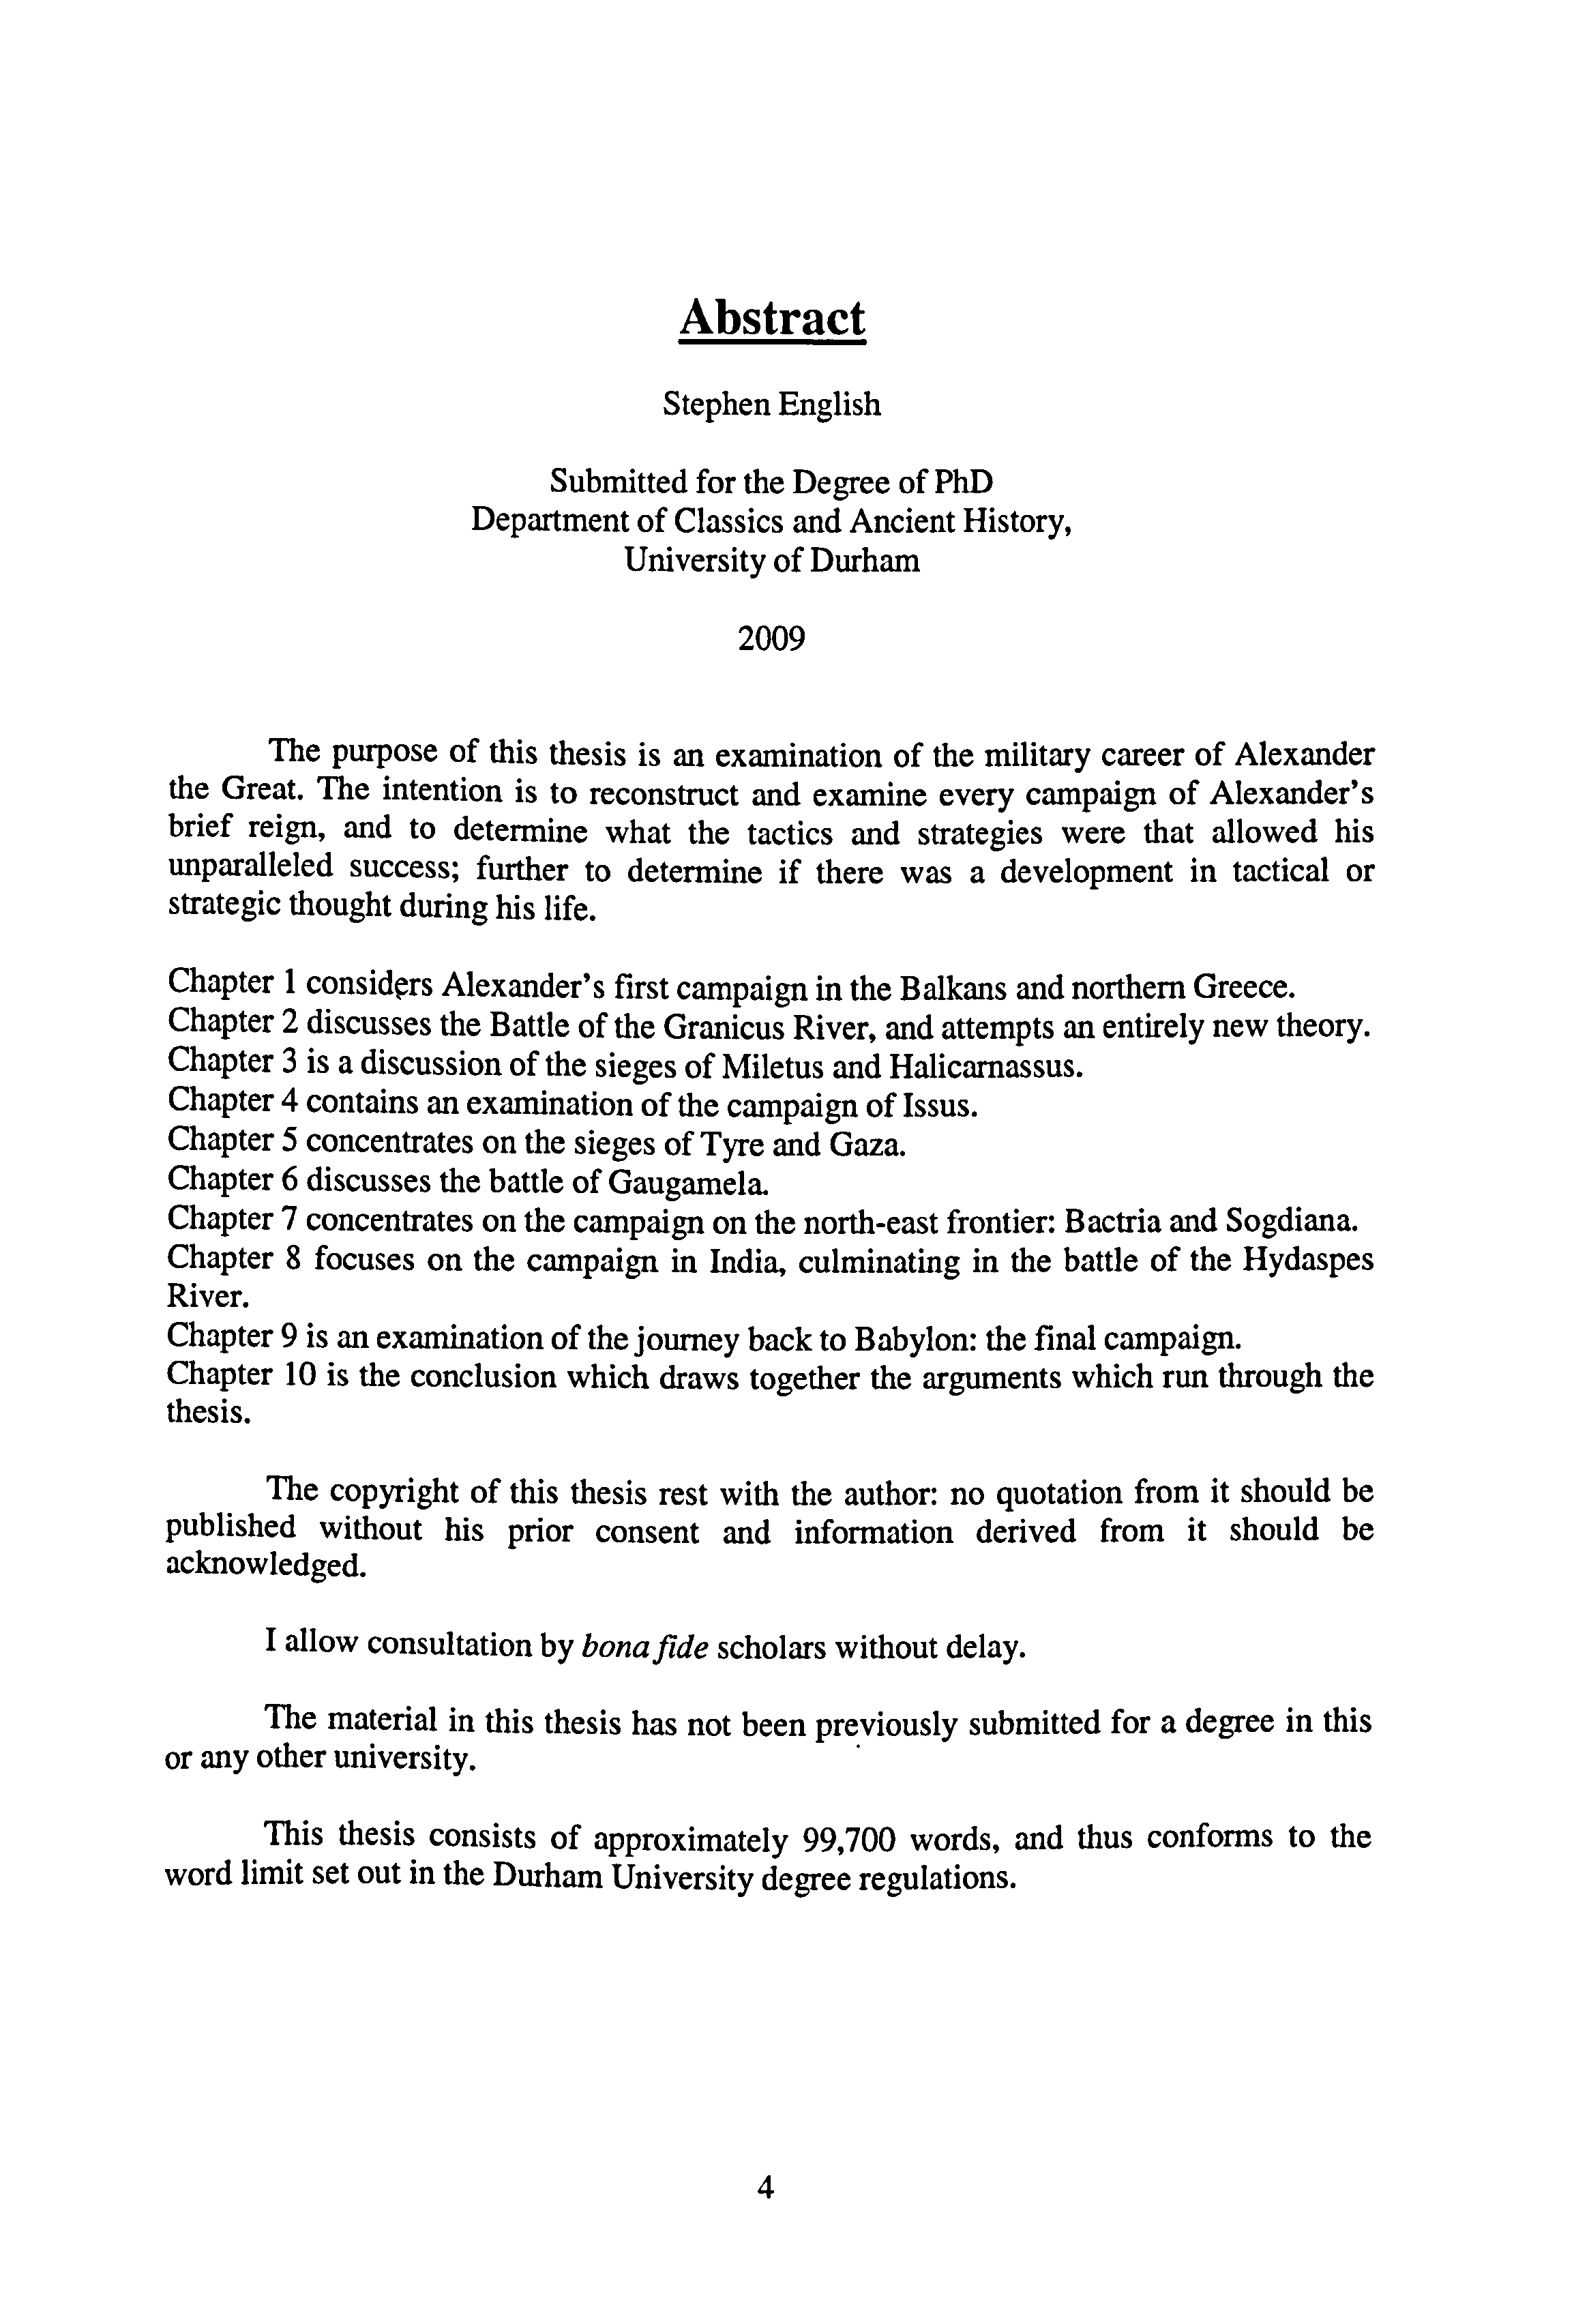 Abstract
Stephen English
Submitted for the Degree of PhD
Department of Classics and Ancient History,
University of Durham
2009
The purpose of this thesis is an examination of the military career of Alexander
the Great. The intention is to reconstruct and examine every campaign of Alexander's
brief reign, and to determine what the tactics and strategies were that allowed his
unparalleled success; further to determine if there was a development in tactical or
strategic thought during his life.
Chapter 1 considers Alexander's first campaign in the Balkans and northern Greece.
Chapter 2 discusses the Battle of the Granicus River, and attempts an entirely new theory.
Chapter 3 is a discussion of the sieges of Miletus and Halicarnassus.
Chapter 4 contains an examination of the campaign of Issus.
Chapter 5 concentrates on the sieges of Tyre and Gaza.
Chapter 6 discusses the battle of Gaugamela.
Chapter 7 concentrates on the campaign on the north-east frontier: Bactria and Sogdiana.
Chapter 8 focuses on the campaign in India, culminating in the battle of the Hydaspes
River.
Chapter 9 is an examination of the journey back to Babylon: the final campaign.
Chapter 10 is the conclusion which draws together the arguments which run through the
thesis.
The copyright of this thesis rest with the author: no quotation from it should be
published without his prior consent and information derived from it should be
acknowledged.
I allow consultation by bona fide scholars without delay.
The material in this thesis has not been previously submitted for a degree in this
or any other university.
This thesis consists of approximately 99,700 words, and thus conforms to the
word limit set out in the Durham University degree regulations.
4